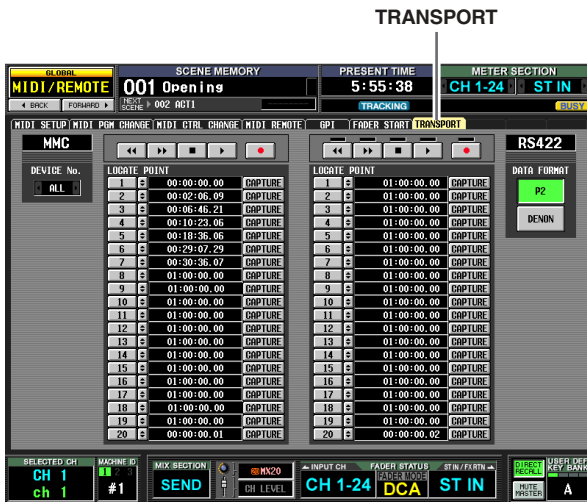 TRANSPORT
GLOBAL
SCENE MEMORY
PRESENT TIME
METER SECTION
MIDI/REMOTE
001 Opening
5:55:38
CH 1-24
ST IN
BACK
FORWARD
NEXT SCENE
002 ACT1
TRACKING
BUSY
MIDI SETUP
MIDI PGM CHANGE
MIDI CTRL CHANGE
MIDI REMOTE
GPI
FADER START
TRANSPORT
MMC
DEVICE No.
ALL
LOCATE POINT
1 00:00:00.00 CAPTURE
2 00:02:06.09 CAPTURE
3 00:06:46.21 CAPTURE
4 00:10:23.06 CAPTURE
5 00:18:36.06 CAPTURE
6 00:29:07.29 CAPTURE
7 00:30:36.07 CAPTURE
8 01:00:00.00 CAPTURE
9 01:00:00.00 CAPTURE
10 01:00:00.00 CAPTURE
11 01:00:00.00 CAPTURE
12 01:00:00.00 CAPTURE
13 01:00:00.00 CAPTURE
14 01:00:00.00 CAPTURE
15 01:00:00.00 CAPTURE
16 01:00:00.00 CAPTURE
17 01:00:00.00 CAPTURE
18 01:00:00.00 CAPTURE
19 01:00:00.00 CAPTURE
20 00:00:00.01 CAPTURE
LOCATE POINT
1 01:00:00.00 CAPTURE
2 01:00:00.00 CAPTURE
3 01:00:00.00 CAPTURE
4 01:00:00.00 CAPTURE
5 01:00:00.00 CAPTURE
6 01:00:00.00 CAPTURE
7 01:00:00.00 CAPTURE
8 01:00:00.00 CAPTURE
9 01:00:00.00 CAPTURE
10 01:00:00.00 CAPTURE
11 01:00:00.00 CAPTURE
12 01:00:00.00 CAPTURE
13 01:00:00.00 CAPTURE
14 01:00:00.00 CAPTURE
15 01:00:00.00 CAPTURE
16 01:00:00.00 CAPTURE
17 01:00:00.00 CAPTURE
18 01:00:00.00 CAPTURE
19 01:00:00.00 CAPTURE
20 00:00:00.02 CAPTURE
RS422
DATA FORMAT
P2
DENON
SELECTED CH
CH 1
ch 1
MACHINE ID
1 2 3
#1
MIX SECTION
SEND
MX20
CH LEVEL
INPUT CH
FADER STATUS
ST IN / FXRTN
CH 1-24
FADER MODE
DCA
ST IN
DIRECT RECALL
MUTE MASTER
USER DEF
KEY BANK
A